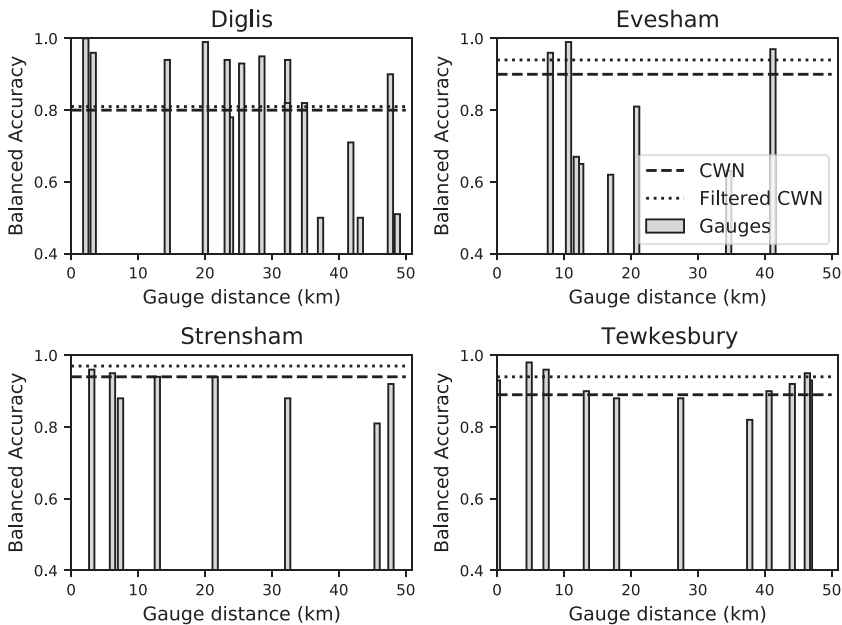 Diglis
Balanced Accuracy
1.0
0.8
0.6
0.4
0 10 20 30 40 50
Gauge distance (km)
Evesham
Balanced Accuracy
1.0
0.8
0.6
0.4
CWN
Filtered CWN
Gauges
0 10 20 30 40 50
Gauge distance (km)
Strensham
Balanced Accuracy
1.0
0.8
0.6
0.4
0 10 20 30 40 50
Gauge distance (km)
Tewkesbury
Balanced Accuracy
1.0
0.8
0.6
0.4
0 10 20 30 40 50
Gauge distance (km)